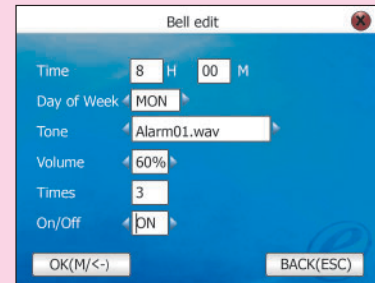 Bell edit
Time 8 H 00 M
Day of Week MON
Tone Alarm01.wav
Volume 60%
Times 3
On/Off ON
OK(M/<-) BACK(ESC)